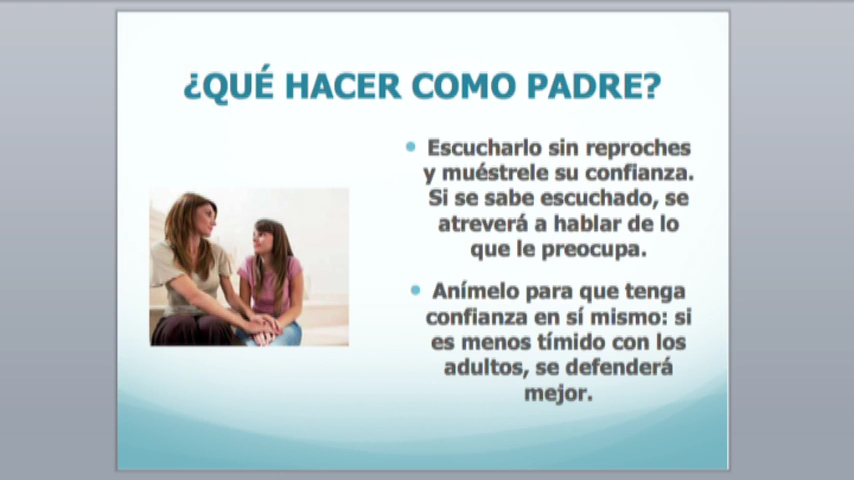 ¿QUÉ HACER COMO PADRE?
• Escucharlo sin reproches
y muéstrele su confianza.
Si se sabe escuchado, se
atreverá a hablar de lo
que le preocupa.
• Anímelo para que tenga
confianza en sí mismo: si
es menos tímido con los
adultos, se defenderá
mejor.